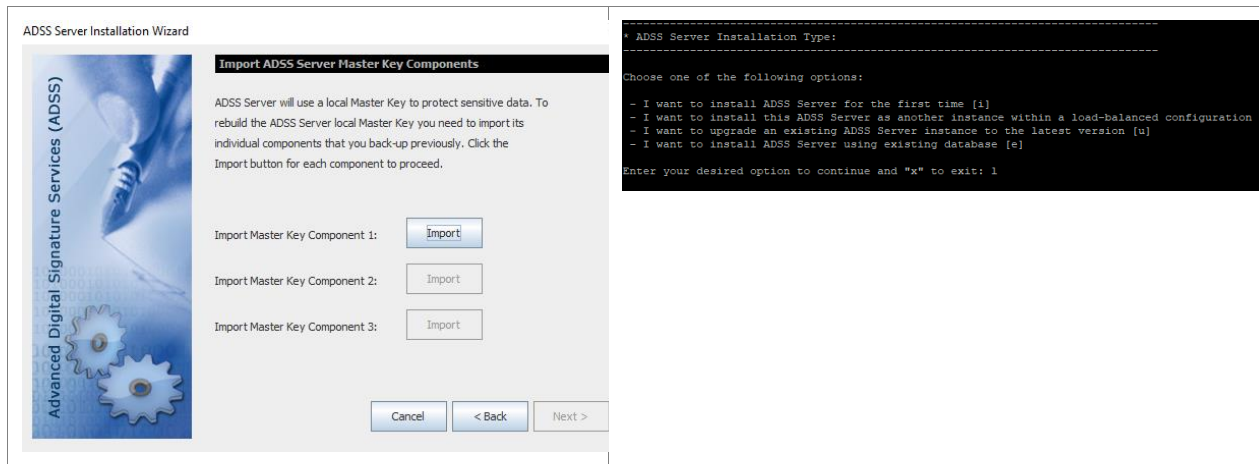 ADSS Server Installation Wizard
Advanced Digital Signature Services (ADSS)
Import ADSS Server Master Key Components
ADSS Server will use a local Master Key to protect sensitive data. To
rebuild the ADSS Server local Master Key you need to import its
individual components that you back-up previously. Click the
Import button for each component to proceed.
Import Master Key Component 1: Import
Import Master Key Component 2: Import
Import Master Key Component 3: Import
Cancel < Back Next >
* ADSS Server Installation Type:
Choose one of the following options:
- I want to install ADSS Server for the first time [i]
- I want to install this ADSS Server as another instance within a load-balanced configuration
- I want to upgrade an existing ADSS Server instance to the latest version [u]
- I want to install ADSS Server using existing database [e]
Enter your desired option to continue and "x" to exit: l